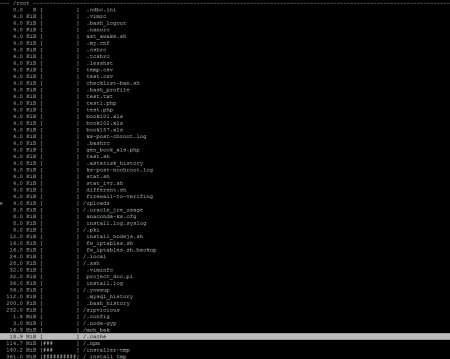 --- /root ---
0.0 B [ ] .odbc.ini
4.0 KiB [ ] .vimrc
4.0 KiB [ ] .bash_logout
4.0 KiB [ ] .nanorc
4.0 KiB [ ] ast_awake.sh
4.0 KiB [ ] .my.cnf
4.0 KiB [ ] .cshrc
4.0 KiB [ ] .tcshrc
4.0 KiB [ ] .lesshst
4.0 KiB [ ] temp.csv
4.0 KiB [ ] test.csv
4.0 KiB [ ] checklist-ban.sh
4.0 KiB [ ] .bash_profile
4.0 KiB [ ] test.txt
4.0 KiB [ ] test1.php
4.0 KiB [ ] test.php
4.0 KiB [ ] book101.xls
4.0 KiB [ ] book102.xls
4.0 KiB [ ] book157.xls
4.0 KiB [ ] ks-post-chroot.log
4.0 KiB [ ] .bashrc
4.0 KiB [ ] gen_book_xls.php
4.0 KiB [ ] test.sh
4.0 KiB [ ] .asterisk_history
4.0 KiB [ ] ks-post-nochroot.log
4.0 KiB [ ] stat.sh
4.0 KiB [ ] stat_ivr.sh
4.0 KiB [ ] different.sh
4.0 KiB [ ] firewall-to-verifing
e 4.0 KiB [ ] /uploads
8.0 KiB [ ] /.oracle_jre_usage
8.0 KiB [ ] anaconda-ks.cfg
8.0 KiB [ ] install.log.syslog
8.0 KiB [ ] /.pki
12.0 KiB [ ] install_nodejs.sh
16.0 KiB [ ] fw_iptables.sh
16.0 KiB [ ] fw_iptables.sh.backup
24.0 KiB [ ] /.local
28.0 KiB [ ] /.ssh
32.0 KiB [ ] .viminfo
32.0 KiB [ ] project_doc.pl
36.0 KiB [ ] install.log
56.0 KiB [ ] /.yowsup
112.0 KiB [ ] .mysql_history
200.0 KiB [ ] .bash_history
232.0 KiB [ ] /sipvicious
1.8 MiB [ ] /.config
3.0 MiB [ ] /.node-gyp
16.8 MiB [ ] /moh_bak
18.9 MiB [ ] /.cache
114.7 MiB [### ] /.npm
140.2 MiB [### ] /installer-tmp
361.0 MiB [##########] /install_tmp